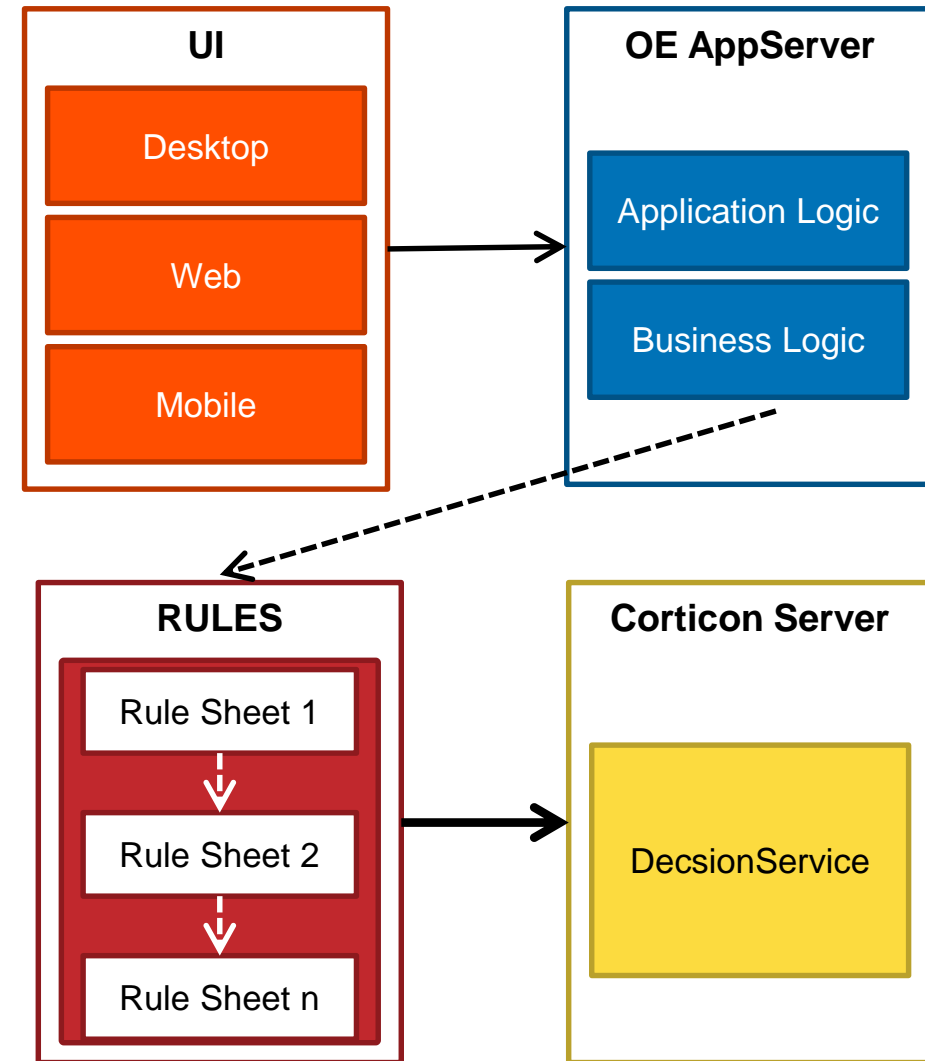 UI
Desktop
Web
Mobile
OE AppServer
Application Logic
Business Logic
RULES
Rule Sheet 1
Rule Sheet 2
Rule Sheet n
Corticon Server
DecsionService